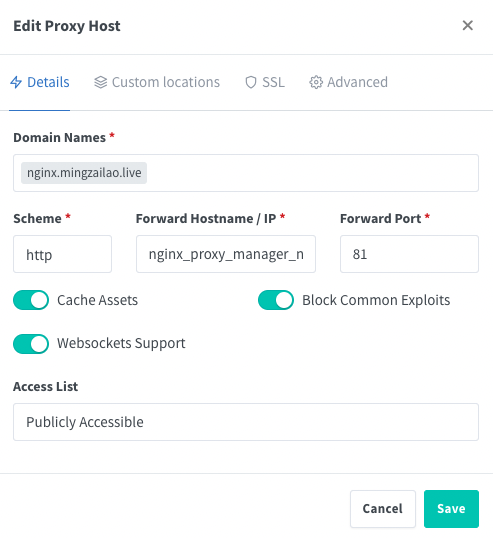 Edit Proxy Host
Details Custom locations SSL Advanced
Domain Names *
nginx.mingzailao.live
Scheme * Forward Hostname / IP * Forward Port *
http nginx_proxy_manager_n 81
Cache Assets Block Common Exploits
Websockets Support
Access List
Publicly Accessible
Cancel Save